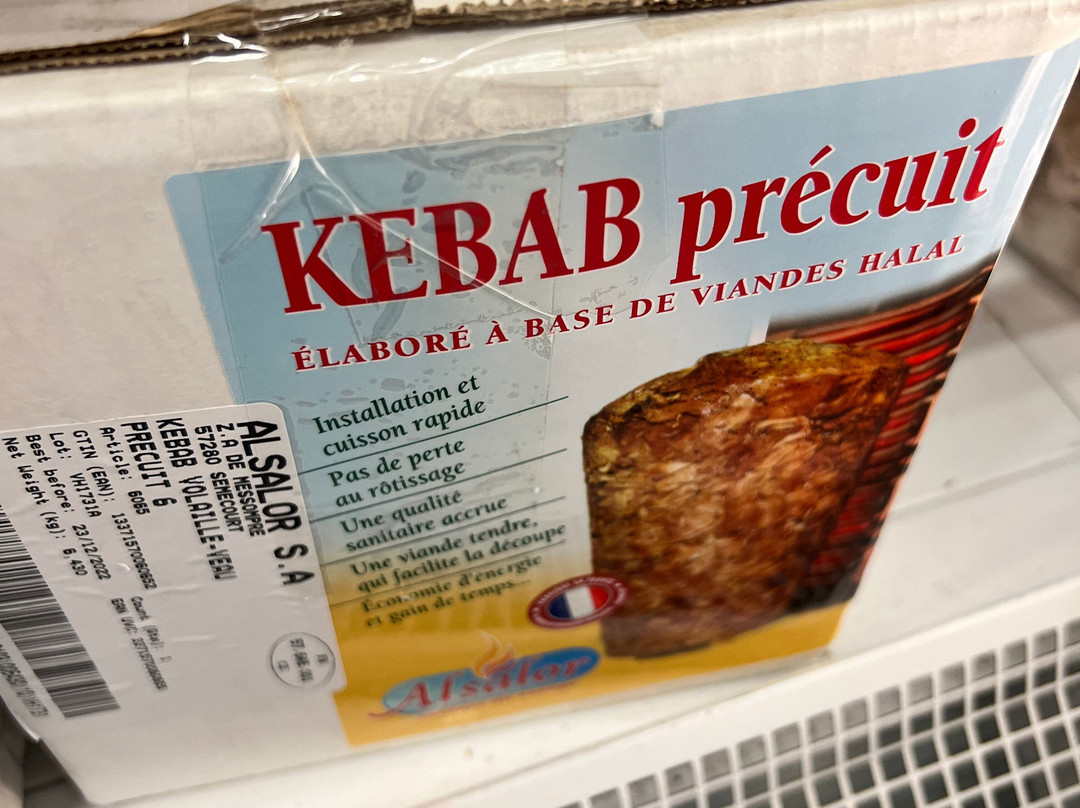 KEBAB précuit
ÉLABORÉ À BASE DE VIANDES HALAL
Installation et
cuisson rapide
Pas de perte
au rôtissage
Une qualité
sanitaire accrue
Une viande tendre,
qui facilite la découpe
Économie d'énergie
et gain de temps...
Alsalor
ALSALOR S.A
Z.A DE MESSOMPRE
57280 SEMECOURT
KEBAB VOLAILLE-VEAU
PRECUIT 6
Article: 6065
GTIN (EAN):
Lot: VH1731A
Best before: 23/12/2022
Net Weight (kg): 6,430
FR
CE